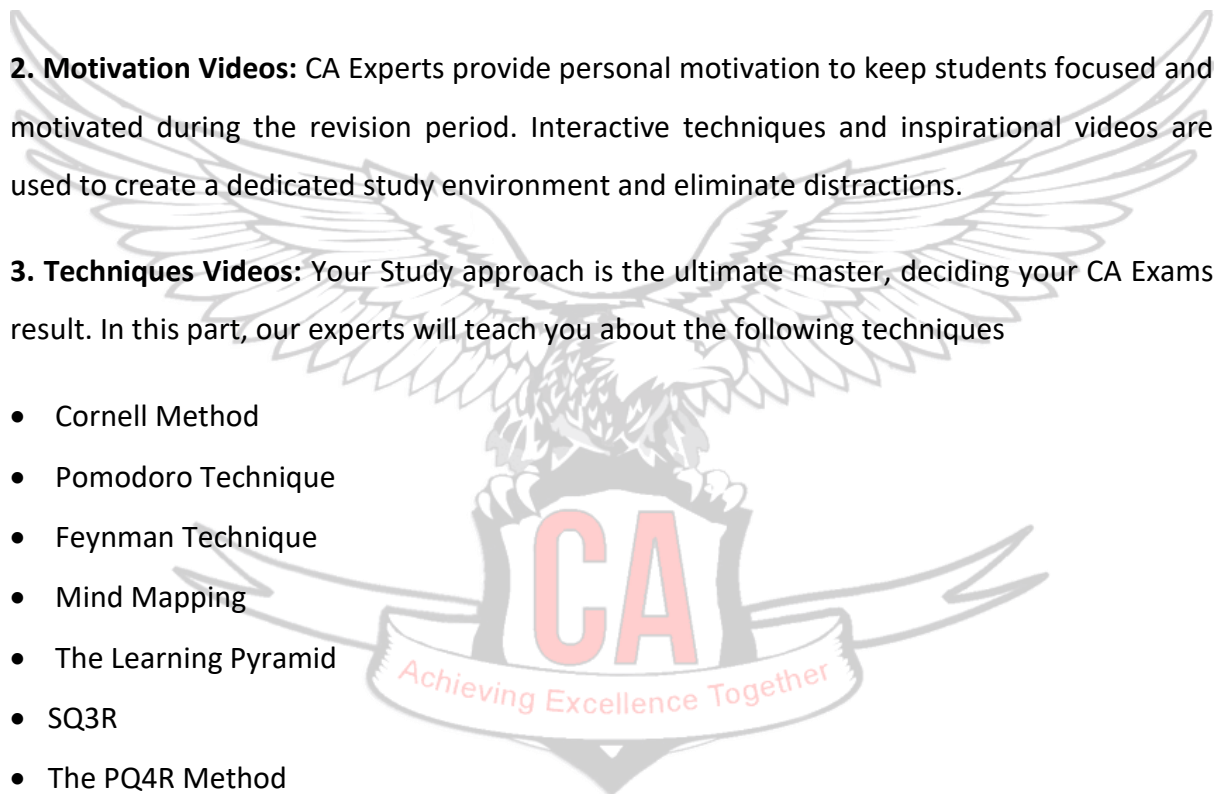 2. Motivation Videos: CA Experts provide personal motivation to keep students focused and
motivated during the revision period. Interactive techniques and inspirational videos are
used to create a dedicated study environment and eliminate distractions.
3. Techniques Videos: Your Study approach is the ultimate master, deciding your CA Exams
result. In this part, our experts will teach you about the following techniques
• Cornell Method
• Pomodoro Technique
• Feynman Technique
• Mind Mapping
• The Learning Pyramid
• SQ3R
• The PQ4R Method
CA
Achieving Excellence Together